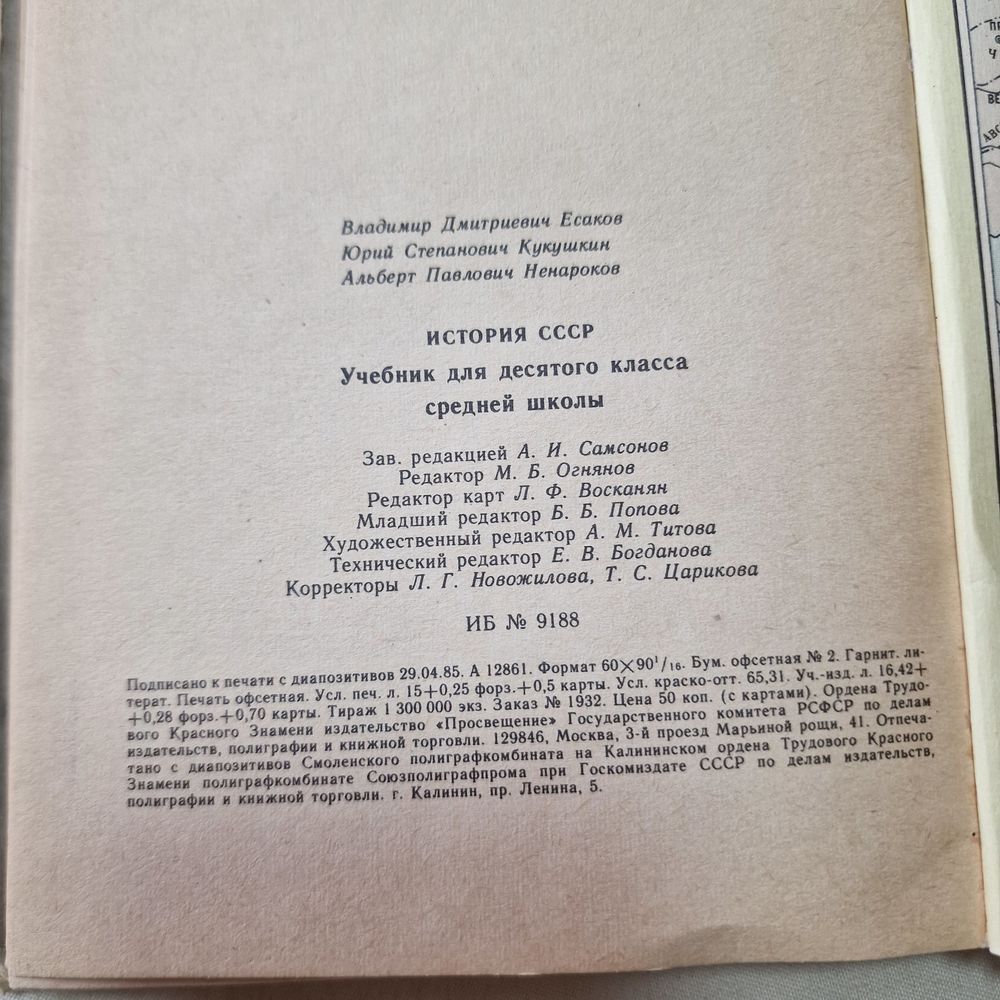 Владимир Дмитриевич Есаков
Юрий Степанович Кукушкин
Альберт Павлович Ненароков
ИСТОРИЯ СССР
Учебник для десятого класса
средней школы
Зав. редакцией А. И. Самсонов
Редактор М. Б. Огнянов
Редактор карт Л. Ф. Восканян
Младший редактор Б. Б. Попова
Художественный редактор А. М. Титова
Технический редактор Е. В. Богданова
Корректоры Л. Г. Новожилова, Т. С. Царикова
ИБ № 9188
Подписано к печати с диапозитивов 29.04.85. А 12861. Формат 60×90¹/₁₆. Бум. офсетная № 2. Гарнит. ли-
терат. Печать офсетная. Усл. печ. л. 15+0,25 форз.+0,5 карты. Усл. краско-отт. 65,31. Уч.-изд. л. 16,42+
+0,28 форз.+0,70 карты. Тираж 1 300 000 экз. Заказ № 1932. Цена 50 коп. (с картами). Ордена Трудо-
вого Красного Знамени издательство «Просвещение» Государственного комитета РСФСР по делам
издательств, полиграфии и книжной торговли. 129846, Москва, 3-й проезд Марьиной рощи, 41. Отпеча-
тано с диапозитивов Смоленского полиграфкомбината на Калининском ордена Трудового Красного
Знамени полиграфкомбинате Союзполиграфпрома при Госкомиздате СССР по делам издательств,
полиграфии и книжной торговли. г. Калинин, пр. Ленина, 5.